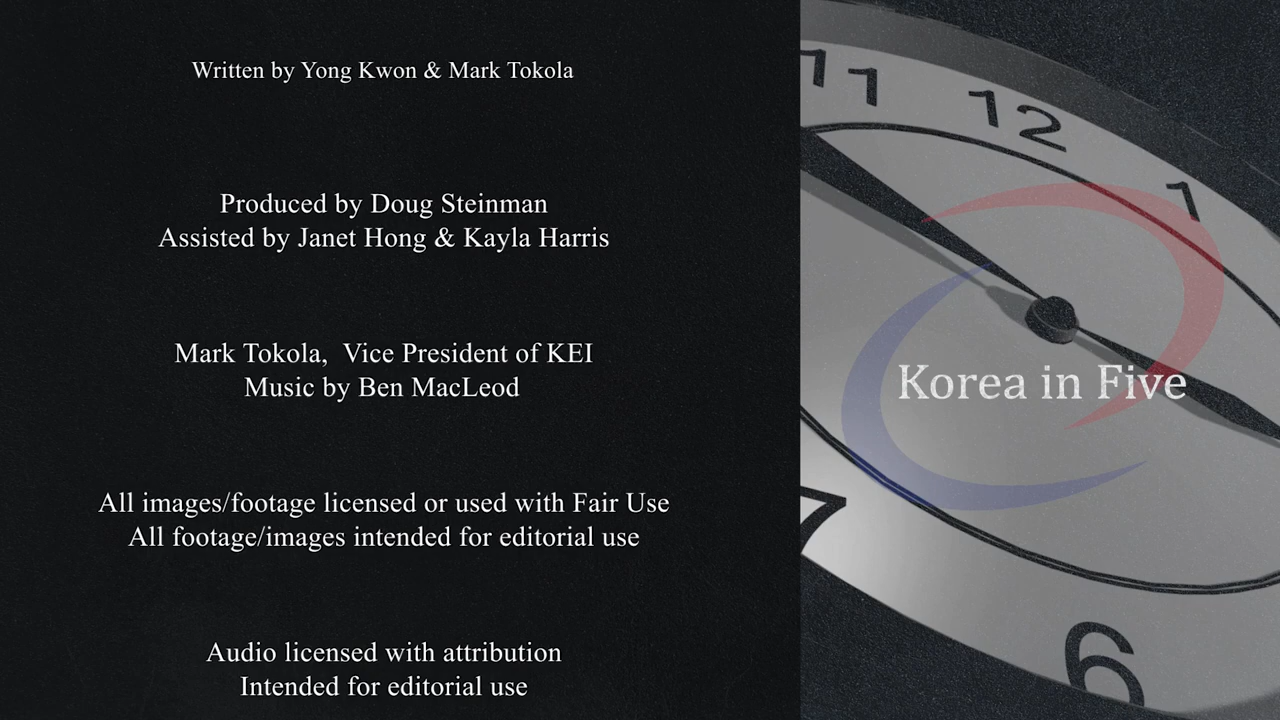 Written by Yong Kwon & Mark Tokola
Produced by Doug Steinman
Assisted by Janet Hong & Kayla Harris
Mark Tokola,  Vice President of KEI
Music by Ben MacLeod
All images/footage licensed or used with Fair Use
All footage/images intended for editorial use
Audio licensed with attribution
Intended for editorial use
11
12
1
Korea in Five
7
6